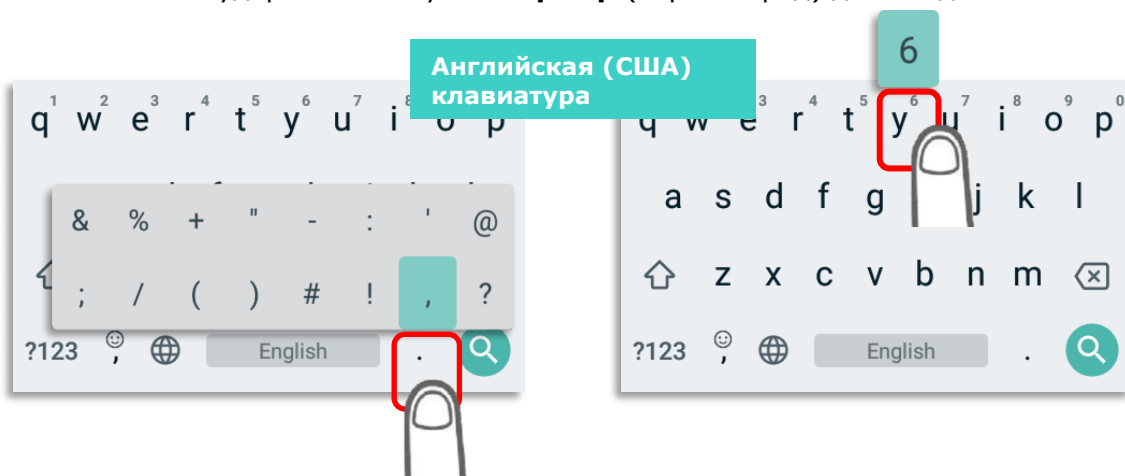 Английская (США)
клавиатура
6
q 1 w 2 e 3 r 4 t 5 y 6 u 7 i 8 o p
& % + " - : ' @
; / ( ) # ! , ?
?123 , English .
q w e 3 r 4 t 5 y 6 u 7 i 8 o 9 p 0
a s d f g j k l
z x c v b n m
?123 , English .